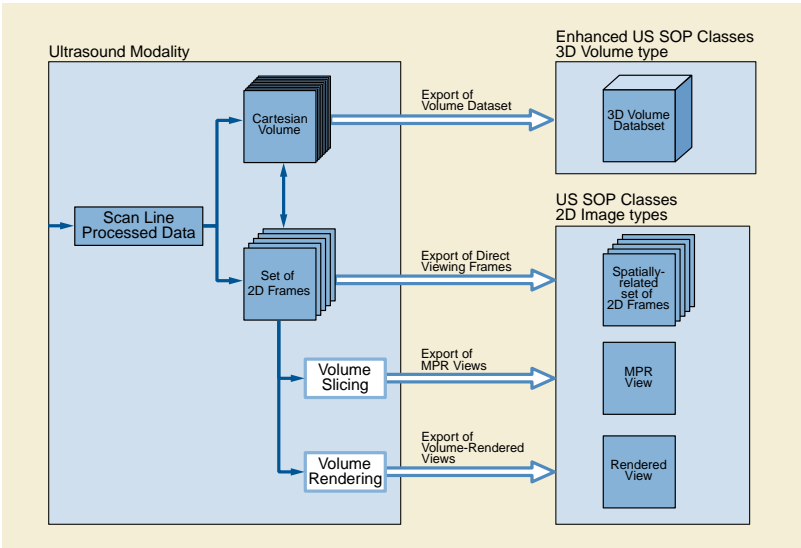 Ultrasound Modality
Enhanced US SOP Classes
3D Volume type
Cartesian
Volume
Export of
Volume Dataset
3D Volume
Databset
Scan Line
Processed Data
US SOP Classes
2D Image types
Set of
2D Frames
Export of Direct
Viewing Frames
Spatially-
related
set of
2D Frames
Volume
Slicing
Export of
MPR Views
MPR
View
Volume
Rendering
Export of
Volume-Rendered
Views
Rendered
View